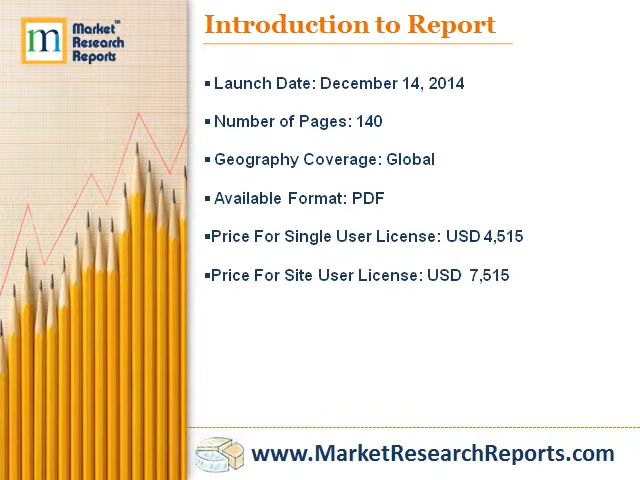 m Market™
Research
Reports
Introduction to Report
▪ Launch Date: December 14, 2014
▪ Number of Pages: 140
▪ Geography Coverage: Global
▪ Available Format: PDF
▪Price For Single User License: USD 4,515
▪Price For Site User License: USD 7,515
www.MarketResearchReports.com